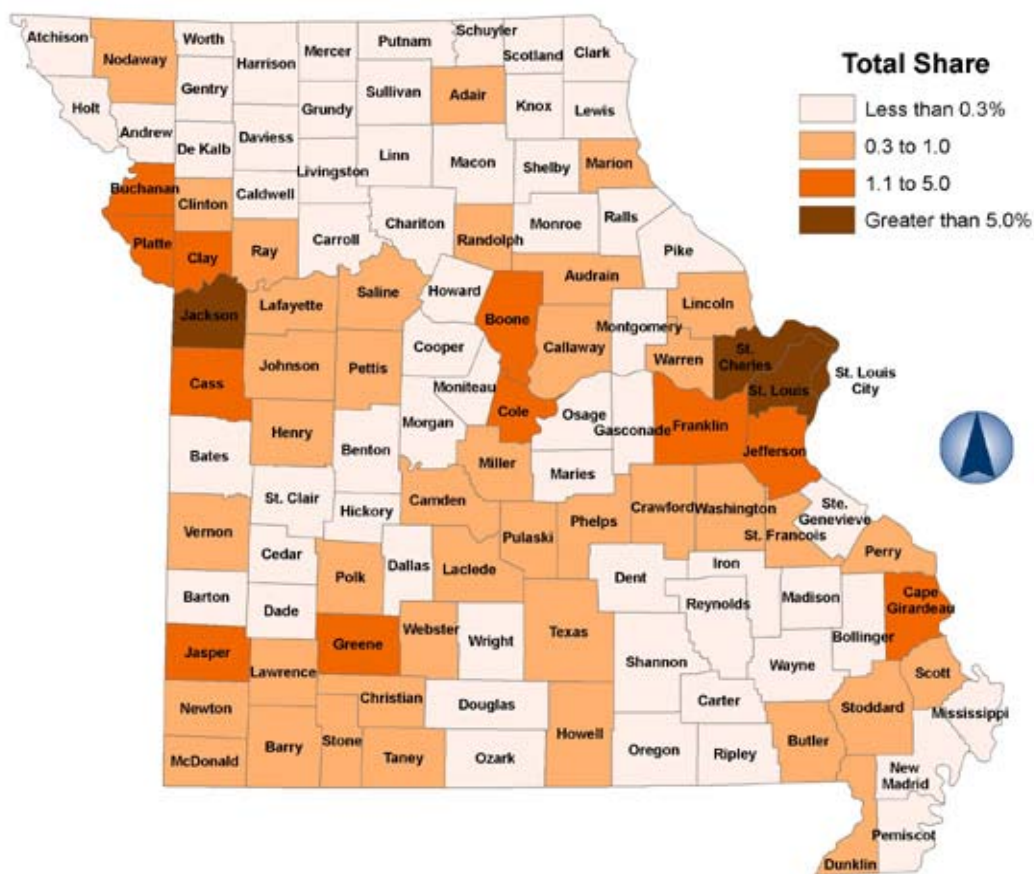 Total Share
Less than 0.3%
0.3 to 1.0
1.1 to 5.0
Greater than 5.0%
Atchison
Nodaway
Worth
Harrison
Mercer
Putnam
Schuyler
Scotland
Clark
Holt
Andrew
Gentry
De Kalb
Daviess
Grundy
Sullivan
Adair
Knox
Lewis
Livingston
Linn
Macon
Shelby
Marion
Buchanan
Clinton
Caldwell
Platte
Clay
Ray
Carroll
Chariton
Randolph
Monroe
Ralls
Pike
Audrain
Jackson
Lafayette
Saline
Howard
Boone
Callaway
Montgomery
Lincoln
Warren
St.
Charles
St. Louis
St. Louis
City
Cass
Johnson
Pettis
Cooper
Moniteau
Morgan
Cole
Osage
Gasconade
Franklin
Jefferson
Bates
Henry
Benton
Miller
Maries
St. Clair
Hickory
Camden
Vernon
Cedar
Polk
Dallas
Laclede
Pulaski
Phelps
Crawford
Washington
St. Francois
Ste.
Genevieve
Perry
Barton
Dade
Dent
Iron
Reynolds
Madison
Bollinger
Cape
Girardeau
Jasper
Lawrence
Greene
Webster
Wright
Texas
Shannon
Wayne
Scott
Newton
Christian
Douglas
Carter
Stoddard
Mississippi
McDonald
Barry
Stone
Taney
Ozark
Howell
Oregon
Ripley
Butler
New
Madrid
Pemiscot
Dunklin